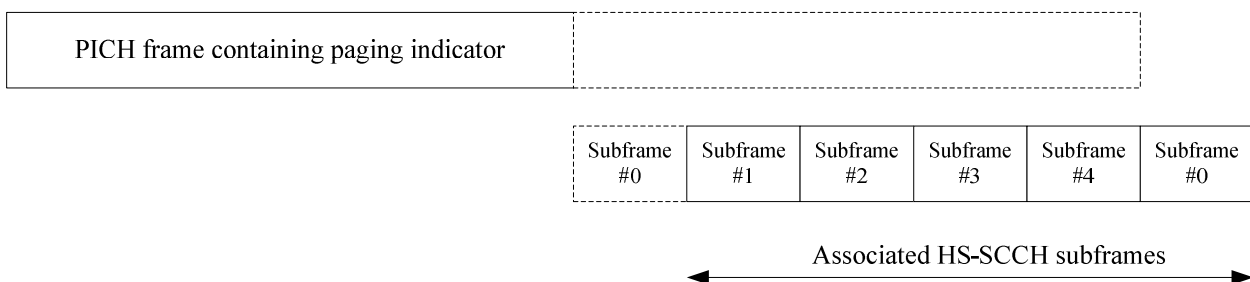 PICH frame containing paging indicator
Subframe #0
Subframe #1
Subframe #2
Subframe #3
Subframe #4
Subframe #0
Associated HS-SCCH subframes